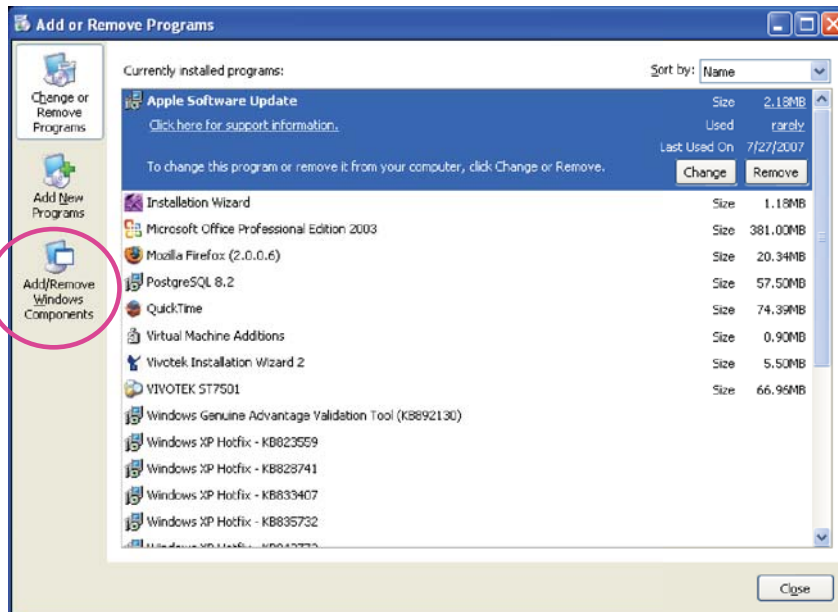 Add or Remove Programs
Change or
Remove
Programs
Add New
Programs
Add/Remove
Windows
Components
Currently installed programs:
Sort by: Name
Apple Software Update Size 2.18MB
Click here for support information. Used rarely
Last Used On 7/27/2007
To change this program or remove it from your computer, click Change or Remove. Change Remove
Installation Wizard Size 1.18MB
Microsoft Office Professional Edition 2003 Size 381.00MB
Mozilla Firefox (2.0.0.6) Size 20.34MB
PostgreSQL 8.2 Size 57.50MB
QuickTime Size 74.39MB
Virtual Machine Additions Size 0.90MB
Vivotek Installation Wizard 2 Size 5.50MB
VIVOTEK ST7501 Size 66.96MB
Windows Genuine Advantage Validation Tool (KB892130)
Windows XP Hotfix - KB823559
Windows XP Hotfix - KB828741
Windows XP Hotfix - KB833407
Windows XP Hotfix - KB835732
Close